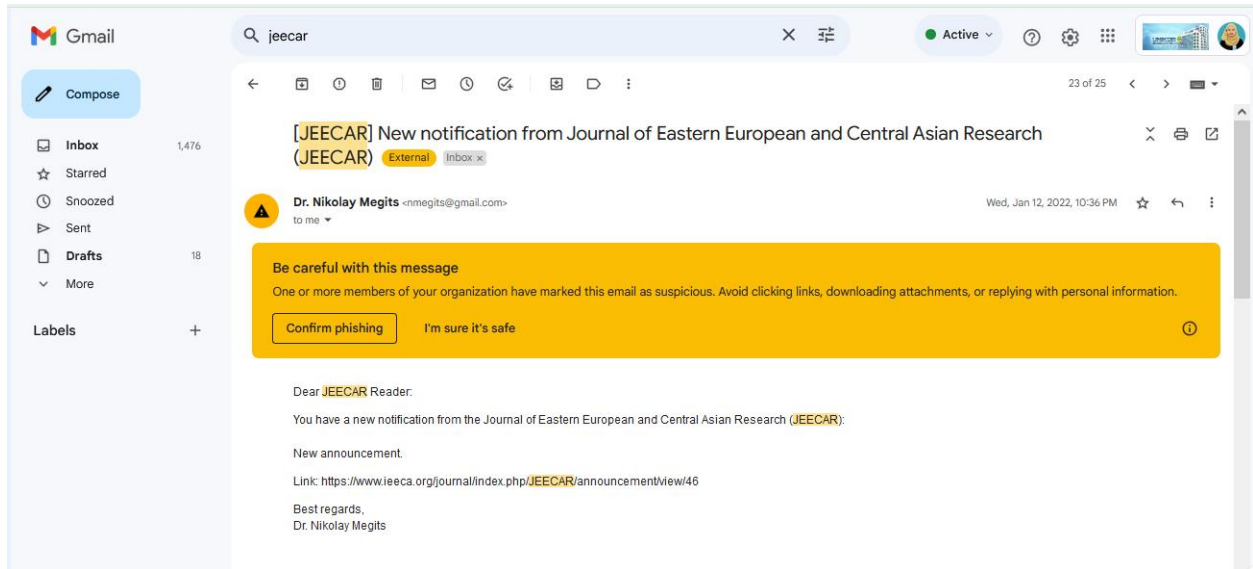 Gmail
jeecar
Active
Compose
23 of 25
Inbox 1,476
Starred
Snoozed
Sent
Drafts 18
More
Labels
[JEECAR] New notification from Journal of Eastern European and Central Asian Research
(JEECAR) External Inbox x
Dr. Nikolay Megits <nmegits@gmail.com> Wed, Jan 12, 2022, 10:36 PM
to me
Be careful with this message
One or more members of your organization have marked this email as suspicious. Avoid clicking links, downloading attachments, or replying with personal information.
Confirm phishing I'm sure it's safe
Dear JEECAR Reader:
You have a new notification from the Journal of Eastern European and Central Asian Research (JEECAR):
New announcement.
Link: https://www.ieeca.org/journal/index.php/JEECAR/announcement/view/46
Best regards,
Dr. Nikolay Megits